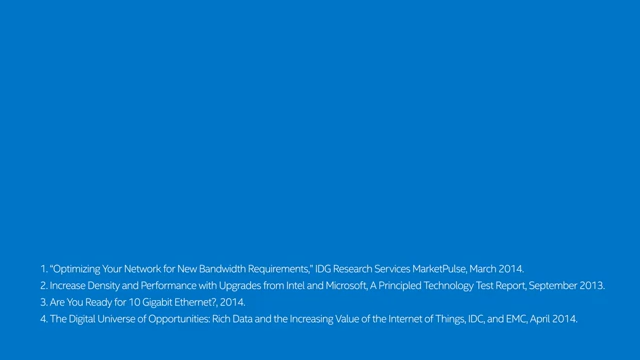 1. "Optimizing Your Network for New Bandwidth Requirements," IDG Research Services MarketPulse, March 2014.
2. Increase Density and Performance with Upgrades from Intel and Microsoft, A Principled Technology Test Report, September 2013.
3. Are You Ready for 10 Gigabit Ethernet?, 2014.
4. The Digital Universe of Opportunities: Rich Data and the Increasing Value of the Internet of Things, IDC, and EMC, April 2014.